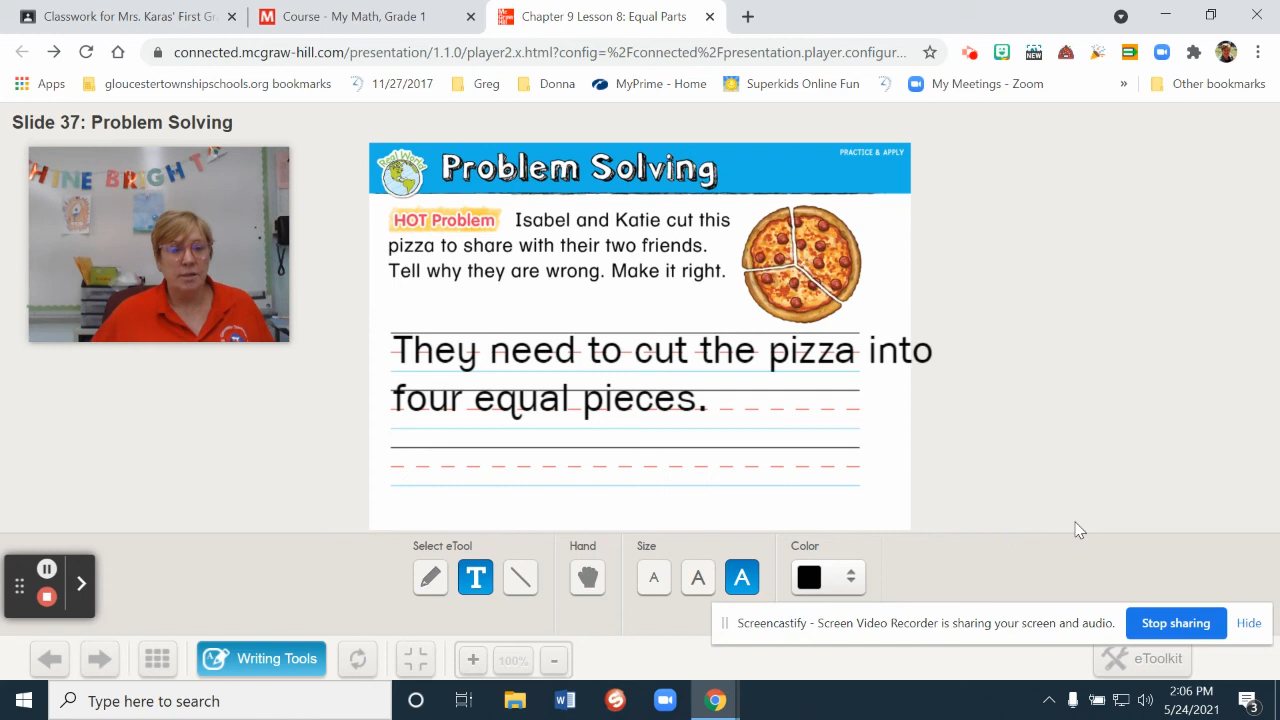 Classwork for Mrs. Karas' First Gr
Course - My Math, Grade 1
Chapter 9 Lesson 8: Equal Parts
connected.mcgraw-hill.com/presentation/1.1.0/player2.x.html?config=%2Fconnected%2Fpresentation.player.configur...
NEW
Apps
gloucestertownshipschools.org bookmarks
11/27/2017
Greg
Donna
MyPrime - Home
Superkids Online Fun
My Meetings - Zoom
»
Other bookmarks
Slide 37: Problem Solving
HINE BRIGHT
Real World
Problem Solving
PRACTICE & APPLY
HOT Problem Isabel and Katie cut this
pizza to share with their two friends.
Tell why they are wrong. Make it right.
They need to cut the pizza into
four equal pieces.
Select eTool
Hand
Size
Color
T
A
A
A
Screencastify - Screen Video Recorder is sharing your screen and audio.
Stop sharing
Hide
Writing Tools
+
100%
-
eToolkit
Type here to search
2:06 PM
5/24/2021
3